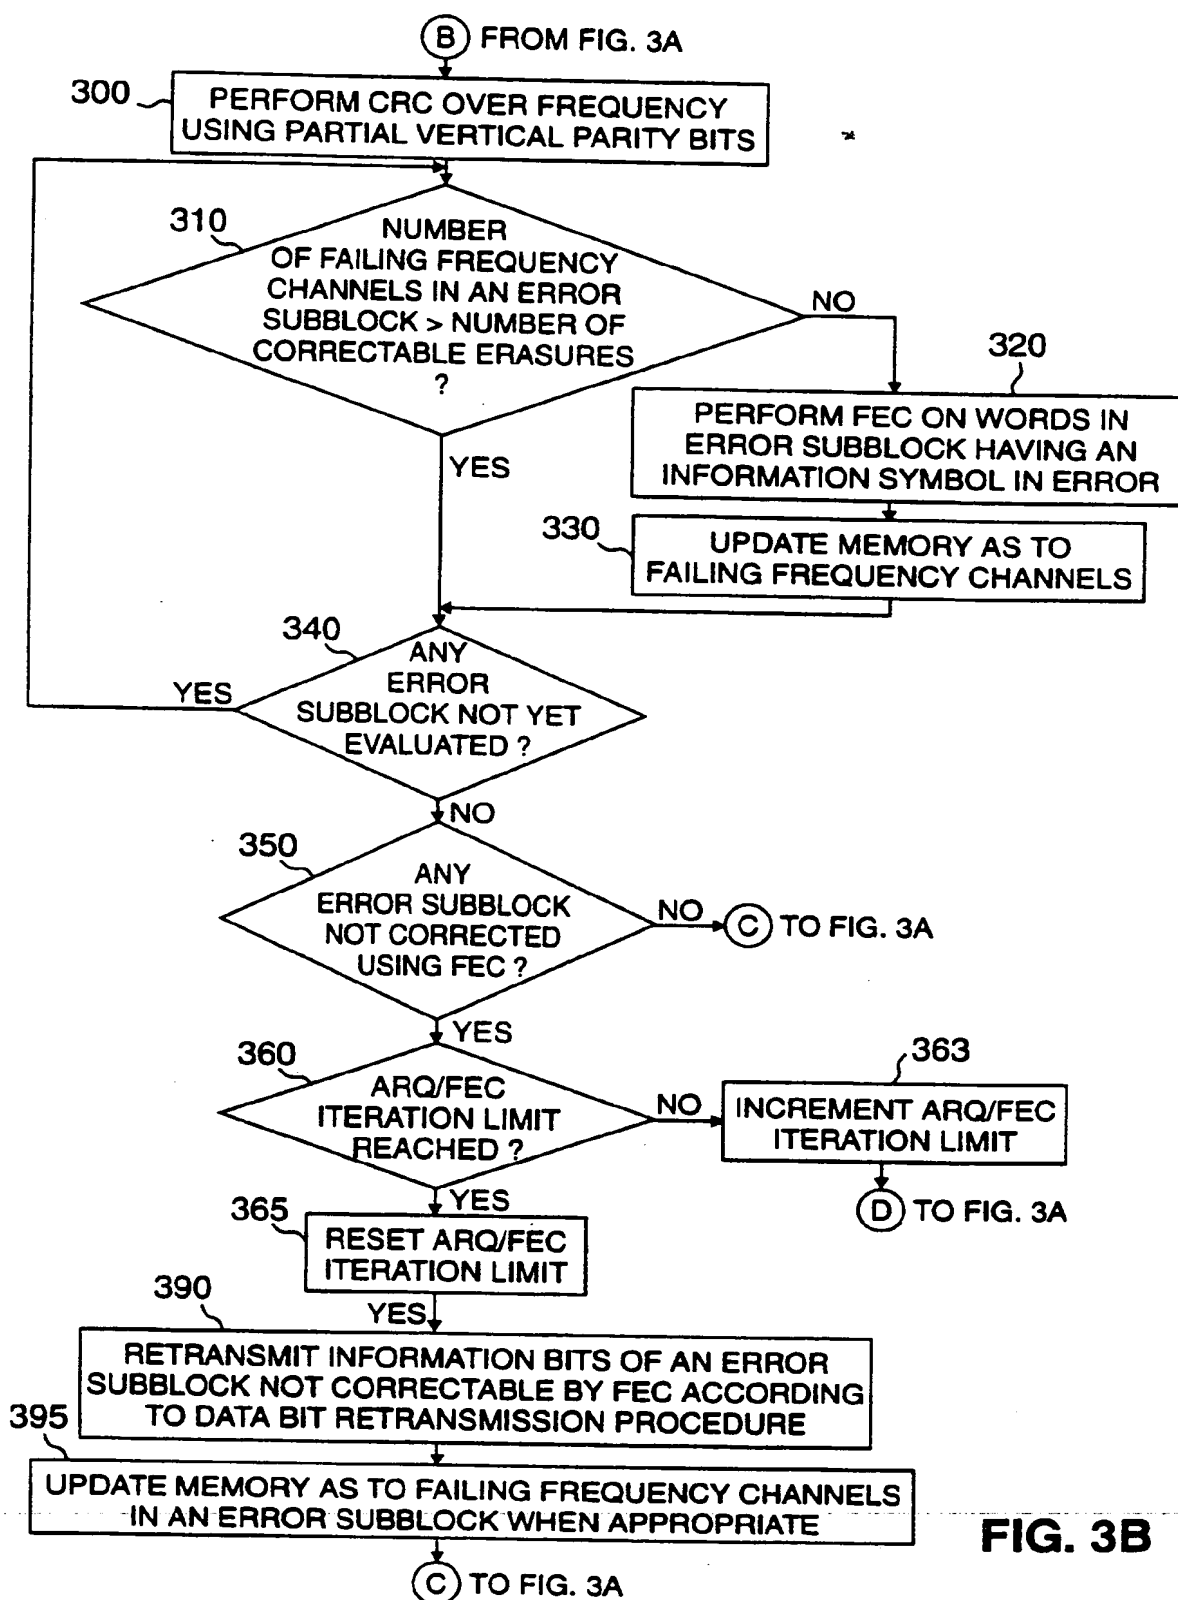 B FROM FIG. 3A
300
PERFORM CRC OVER FREQUENCY
USING PARTIAL VERTICAL PARITY BITS
310
NUMBER
OF FAILING FREQUENCY
CHANNELS IN AN ERROR
SUBBLOCK > NUMBER OF
CORRECTABLE ERASURES
?
NO
YES
320
PERFORM FEC ON WORDS IN
ERROR SUBBLOCK HAVING AN
INFORMATION SYMBOL IN ERROR
330
UPDATE MEMORY AS TO
FAILING FREQUENCY CHANNELS
340
ANY
ERROR
SUBBLOCK NOT YET
EVALUATED ?
YES
NO
350
ANY
ERROR SUBBLOCK
NOT CORRECTED
USING FEC ?
NO
C TO FIG. 3A
YES
360
ARQ/FEC
ITERATION LIMIT
REACHED ?
NO
363
INCREMENT ARQ/FEC
ITERATION LIMIT
D TO FIG. 3A
YES
365
RESET ARQ/FEC
ITERATION LIMIT
YES
390
RETRANSMIT INFORMATION BITS OF AN ERROR
SUBBLOCK NOT CORRECTABLE BY FEC ACCORDING
TO DATA BIT RETRANSMISSION PROCEDURE
395
UPDATE MEMORY AS TO FAILING FREQUENCY CHANNELS
IN AN ERROR SUBBLOCK WHEN APPROPRIATE
C TO FIG. 3A
FIG. 3B